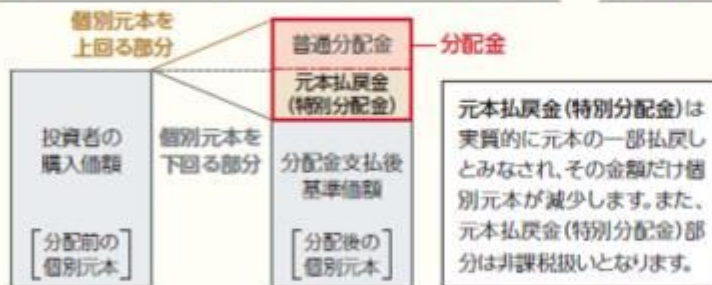 個別元本を
上回る部分
普通分配金
分配金
元本払戻金
(特別分配金)
投資者の
購入価額
個別元本を
下回る部分
分配金支払後
基準価額
[分配前の
個別元本]
[分配後の
個別元本]
元本払戻金(特別分配金)は
実質的に元本の一部払戻し
とみなされ、その金額だけ個
別元本が減少します。また、
元本払戻金(特別分配金)部
分は非課税扱いとなります。